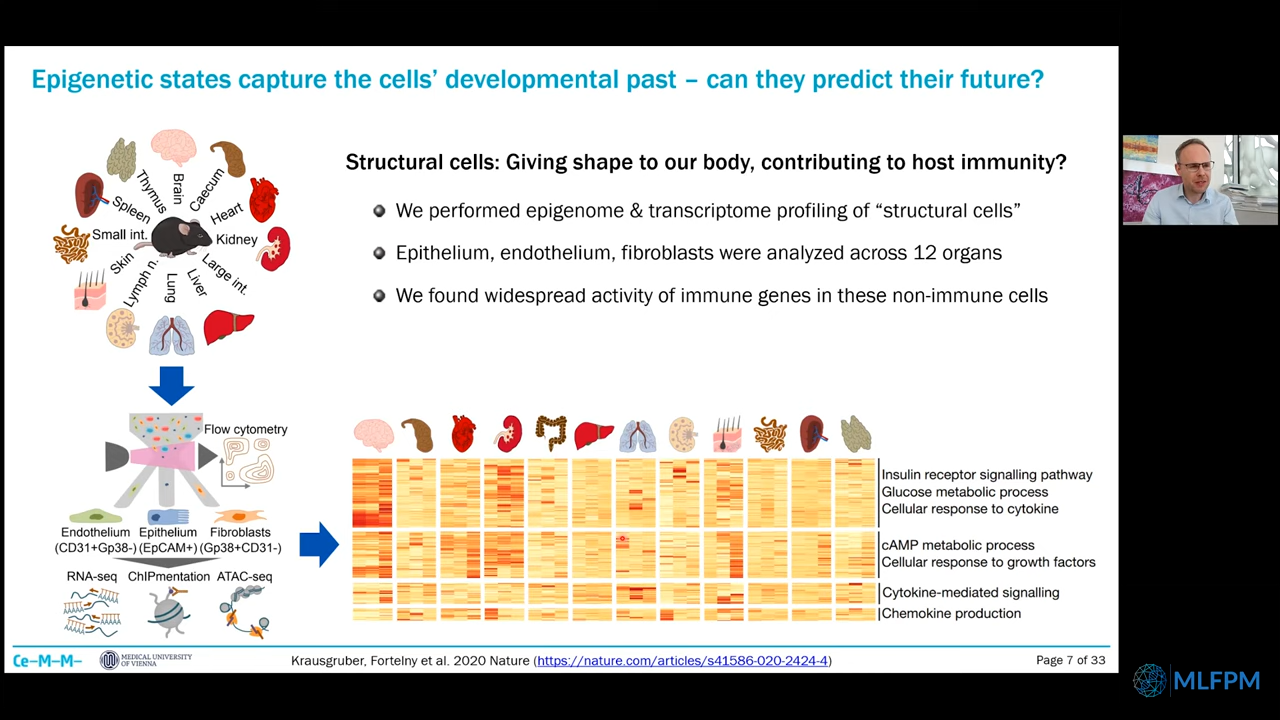 Epigenetic states capture the cells’ developmental past – can they predict their future?
Structural cells: Giving shape to our body, contributing to host immunity?
We performed epigenome & transcriptome profiling of “structural cells”
Epithelium, endothelium, fibroblasts were analyzed across 12 organs
We found widespread activity of immune genes in these non-immune cells
Thymus
Brain
Caecum
Spleen
Heart
Small int.
Kidney
Skin
Large int.
Lymph n.
Lung
Liver
Flow cytometry
Endothelium Epithelium Fibroblasts
(CD31+Gp38-) (EpCAM+) (Gp38+CD31-)
RNA-seq ChIPmentation ATAC-seq
Insulin receptor signalling pathway
Glucose metabolic process
Cellular response to cytokine
cAMP metabolic process
Cellular response to growth factors
Cytokine-mediated signalling
Chemokine production
Ce-M-M-
MEDICAL UNIVERSITY
OF VIENNA
Krausgruber, Fortelny et al. 2020 Nature (https://nature.com/articles/s41586-020-2424-4)
Page 7 of 33
MLFPM